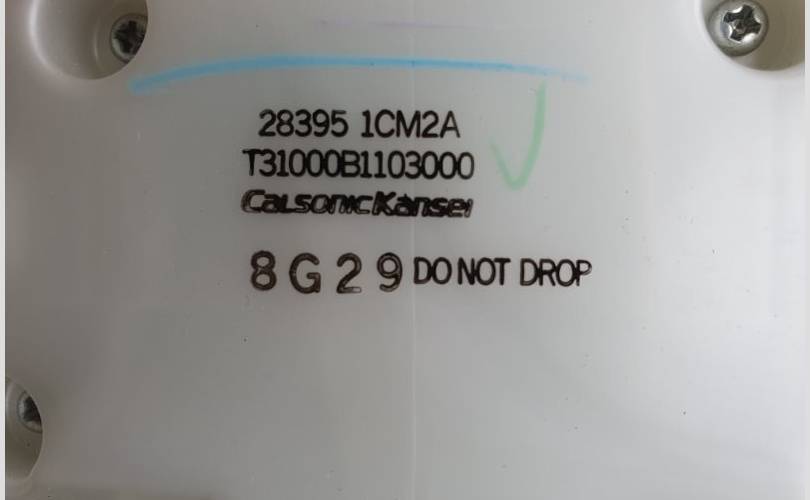 28395 1CM2A
T31000B1103000
CalsonicKansei
8G29 DO NOT DROP